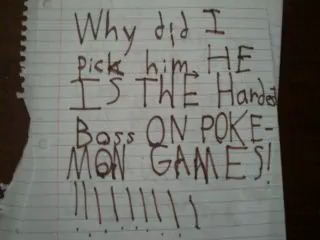 Why did I
pick him, HE
IS THE Hardest
Boss ON POKE-
MON GAMES!
!!!!!!!!!